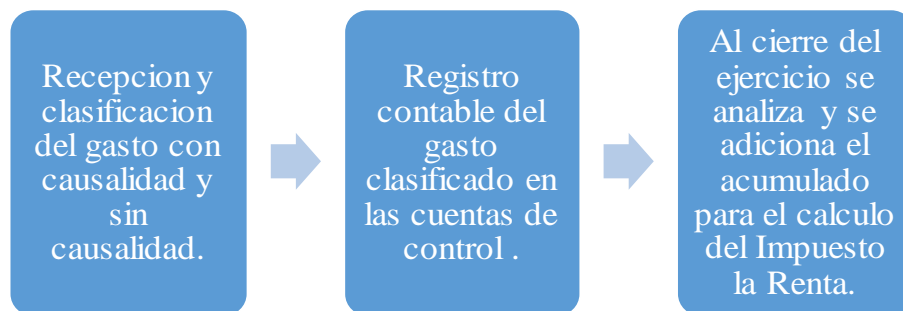 Recepcion y
clasificacion
del gasto con
causalidad y
sin
causalidad.
Registro
contable del
gasto
clasificado en
las cuentas de
control .
Al cierre del
ejercicio se
analiza y se
adiciona el
acumulado
para el calculo
del Impuesto
la Renta.